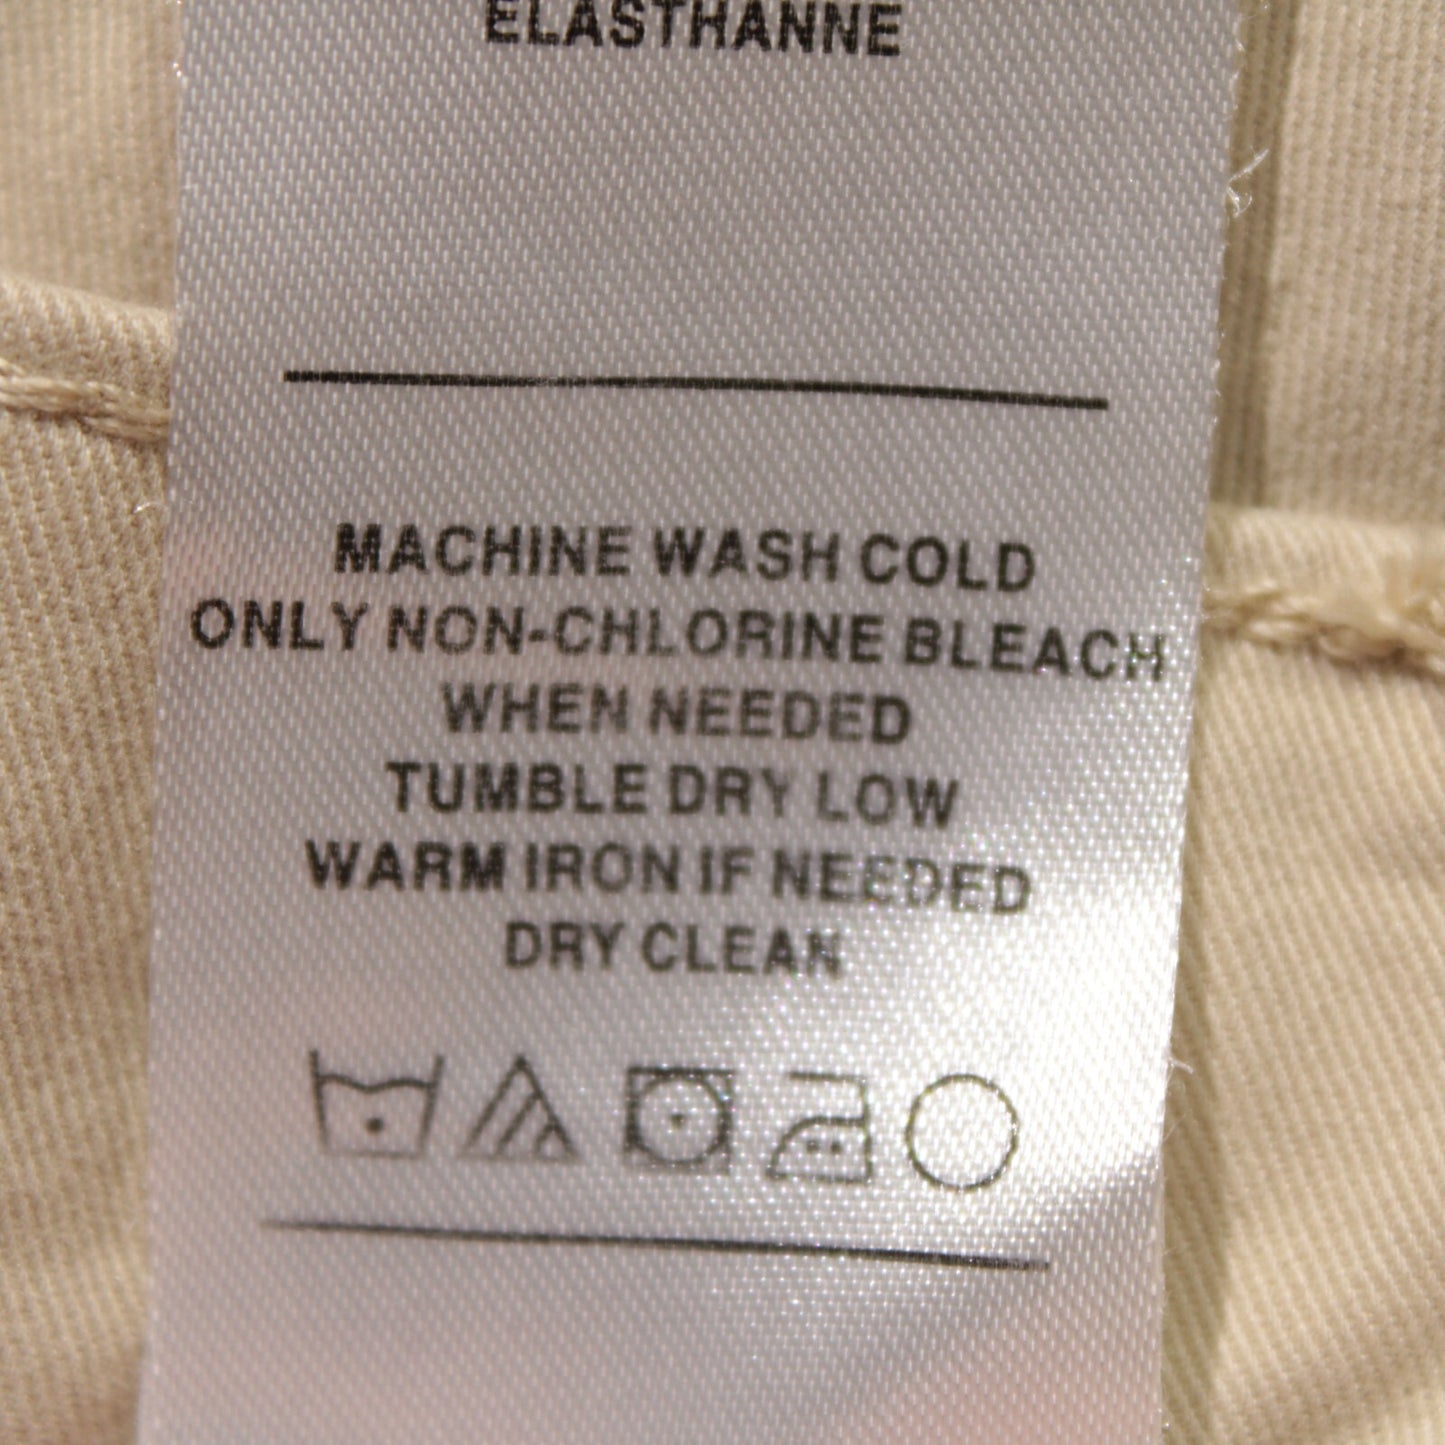 ELASTHANNE
MACHINE WASH COLD
ONLY NON-CHLORINE BLEACH
WHEN NEEDED
TUMBLE DRY LOW
WARM IRON IF NEEDED
DRY CLEAN